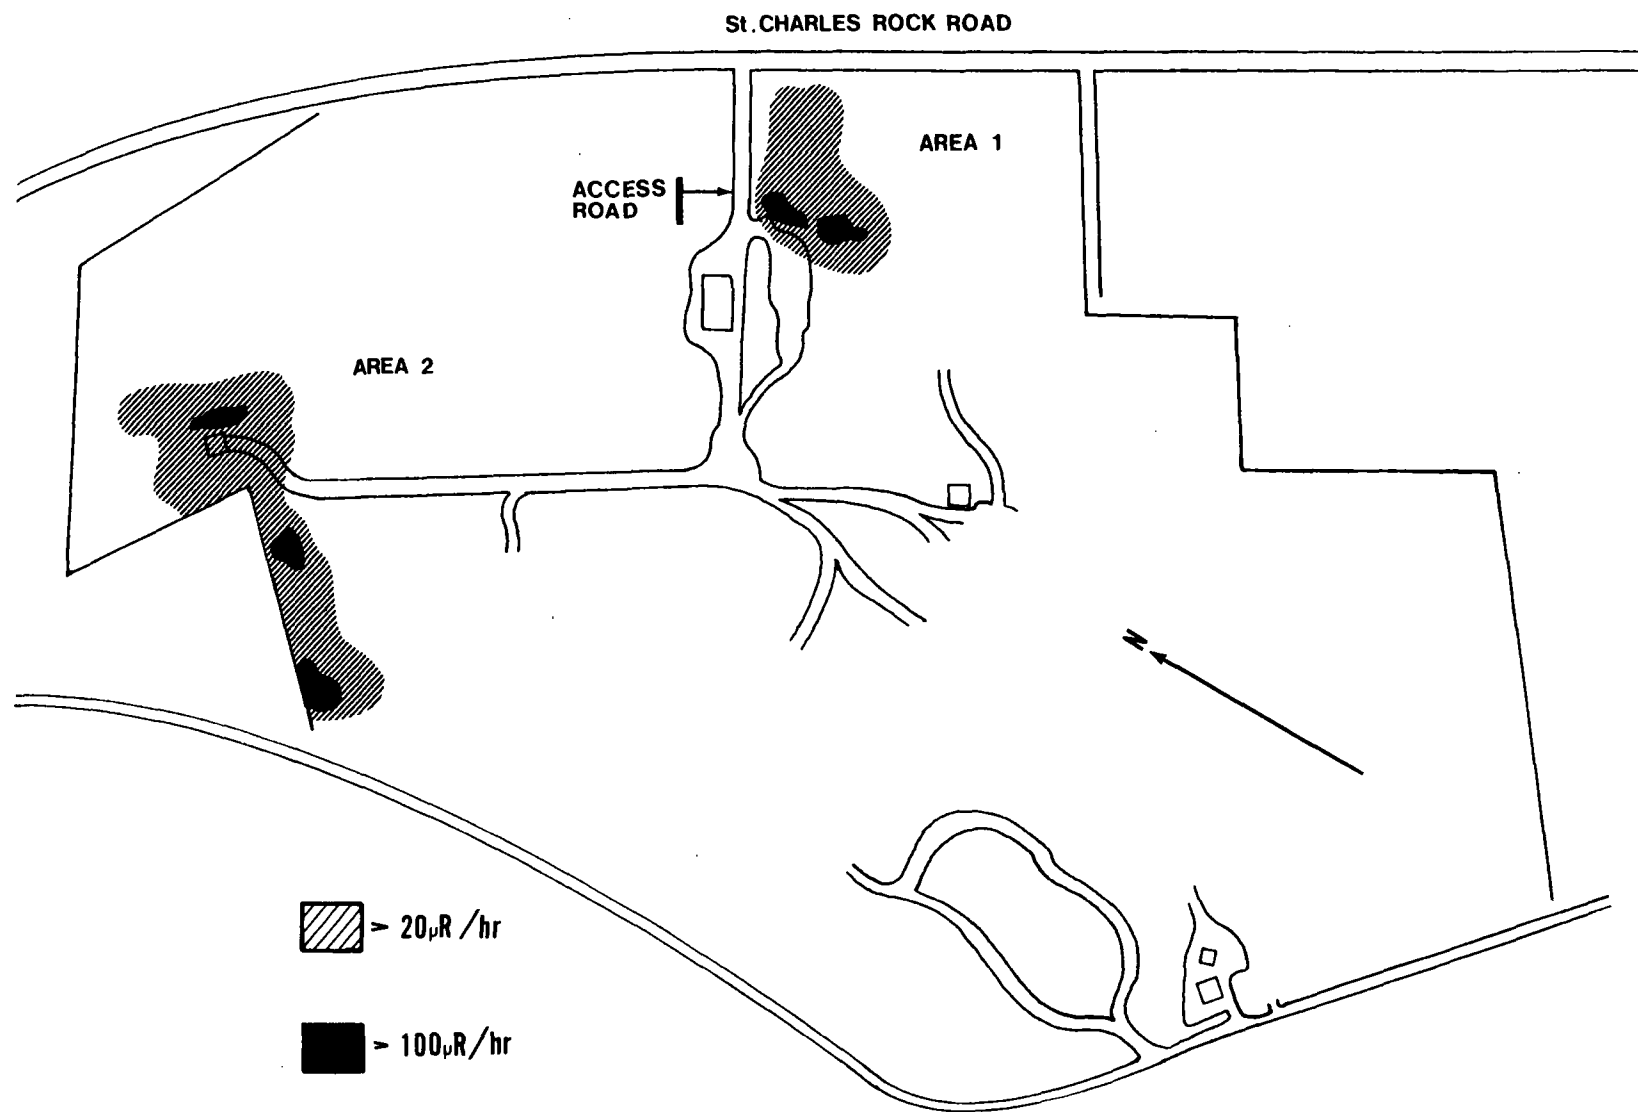 St.CHARLES ROCK ROAD
AREA 1
ACCESS
ROAD
AREA 2
N
> 20μR/hr
> 100μR/hr